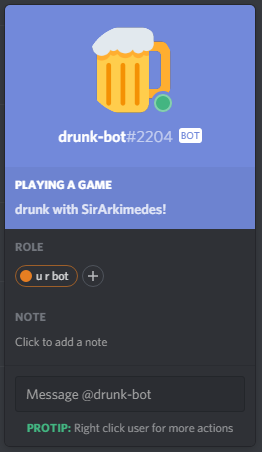 drunk-bot#2204 BOT
PLAYING A GAME
drunk with SirArkimedes!
ROLE
u r bot +
NOTE
Click to add a note
Message @drunk-bot
PROTIP: Right click user for more actions